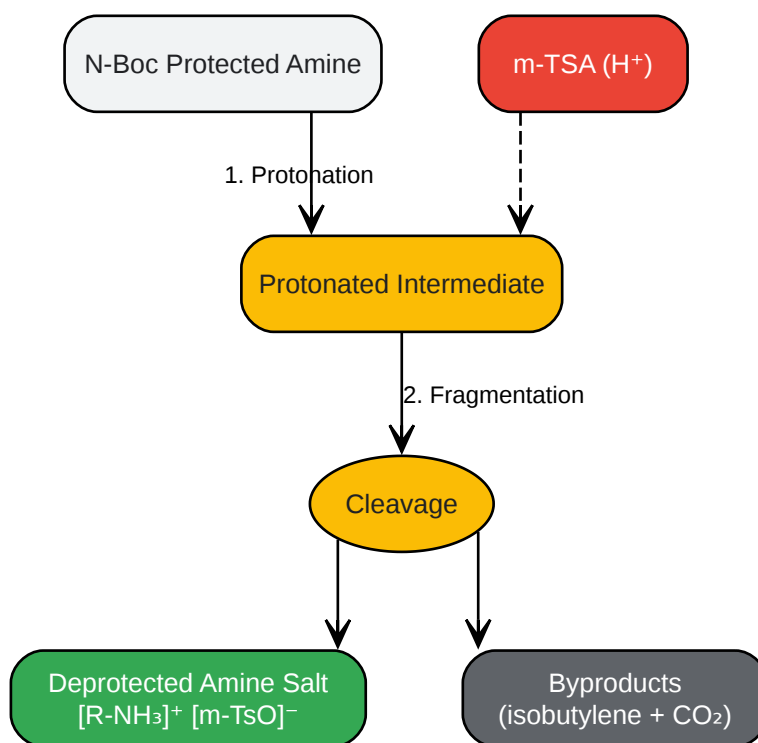 N-Boc Protected Amine
m-TSA (H⁺)
1. Protonation
Protonated Intermediate
2. Fragmentation
Cleavage
Deprotected Amine Salt
[R-NH₃]⁺ [m-TsO]⁻
Byproducts
(isobutylene + CO₂)